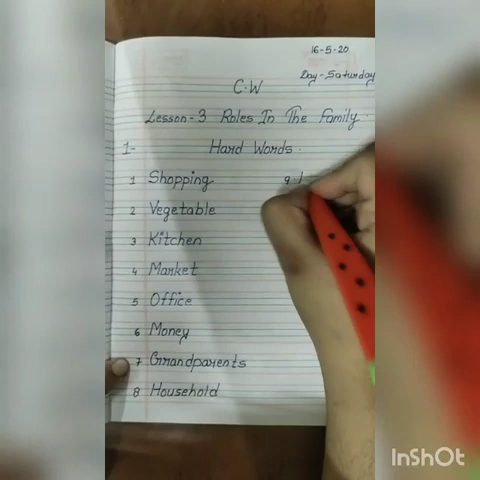 16-5-20
Day-Saturday
C.W
Lesson-3 Roles In The Family.
1- Hard Words.
1 Shopping 9.
2 Vegetable
3 Kitchen
4 Market
5 Office
6 Money
7 Grandparents
8 Household
InShOt